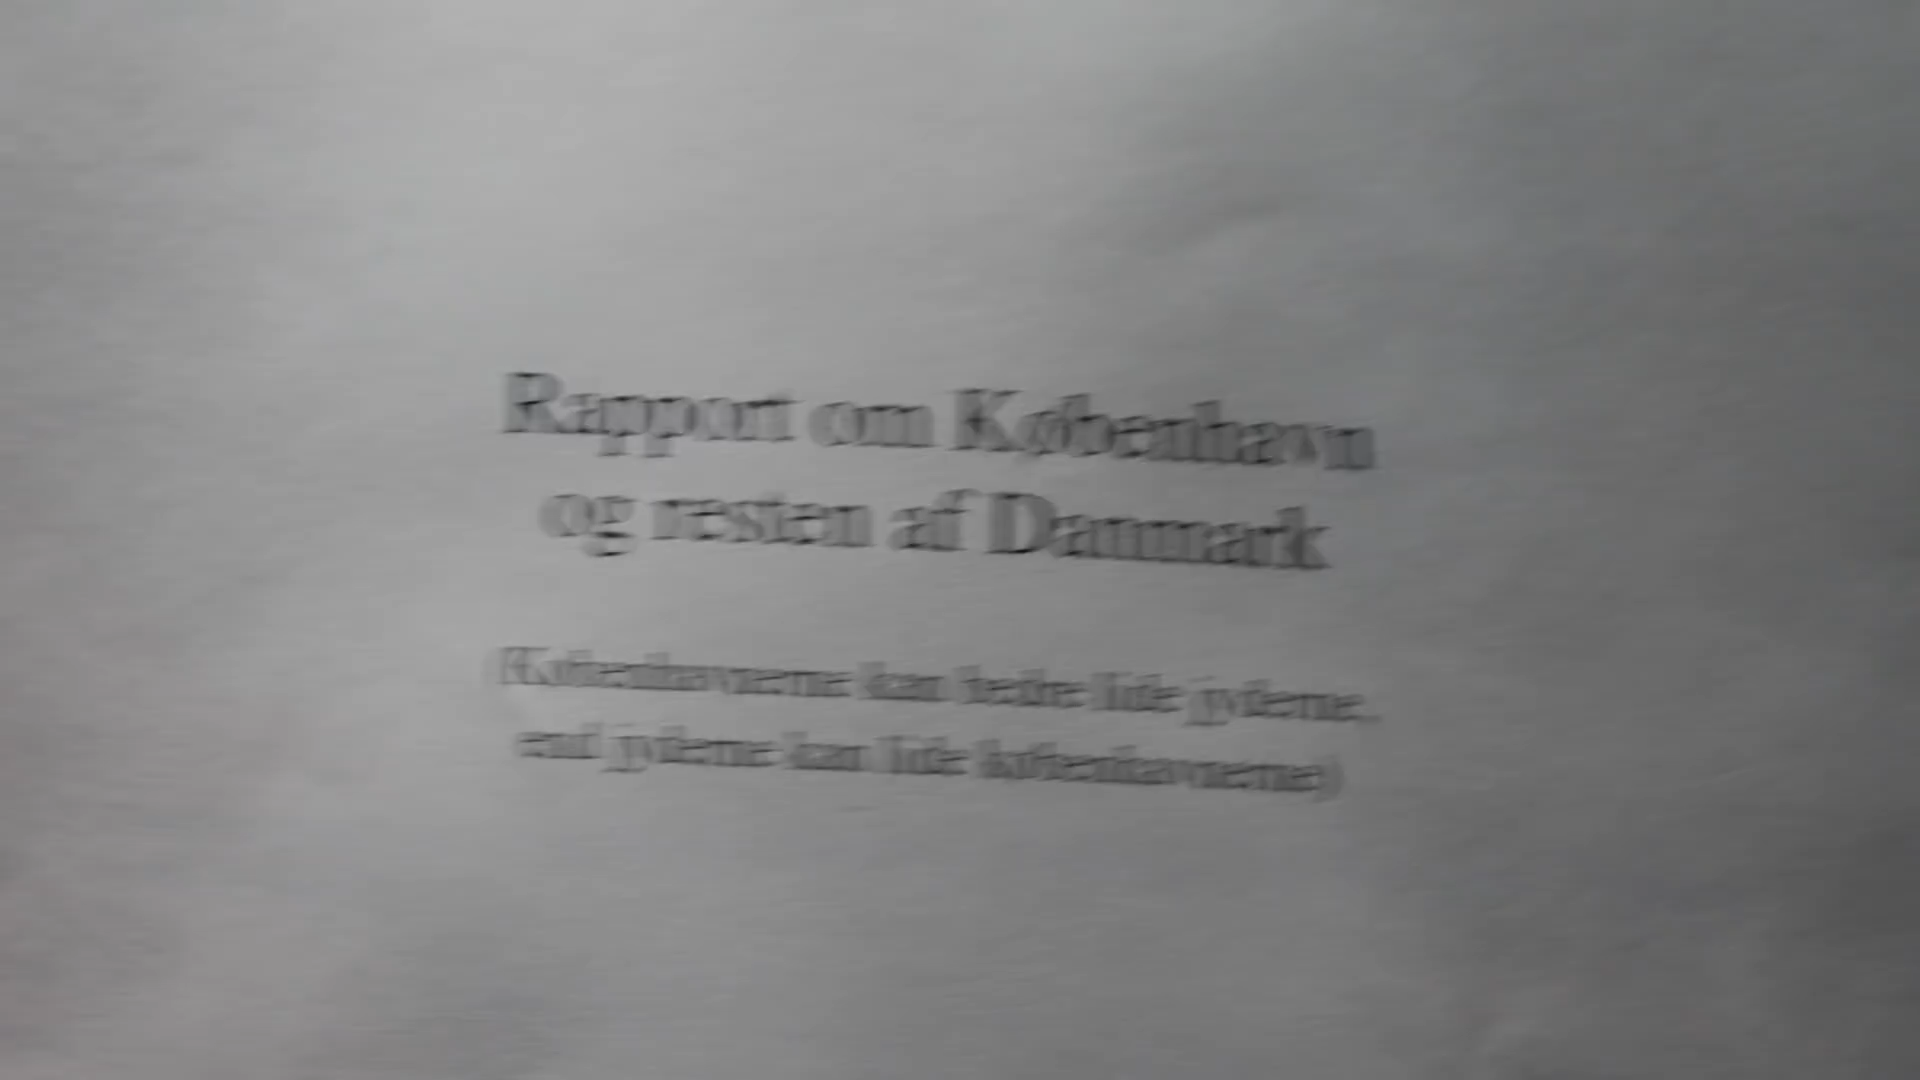 Rapport om København
og resten af Danmark
(Københavnerne kan bedre lide jyderne,
end jyderne kan lide københavnerne)